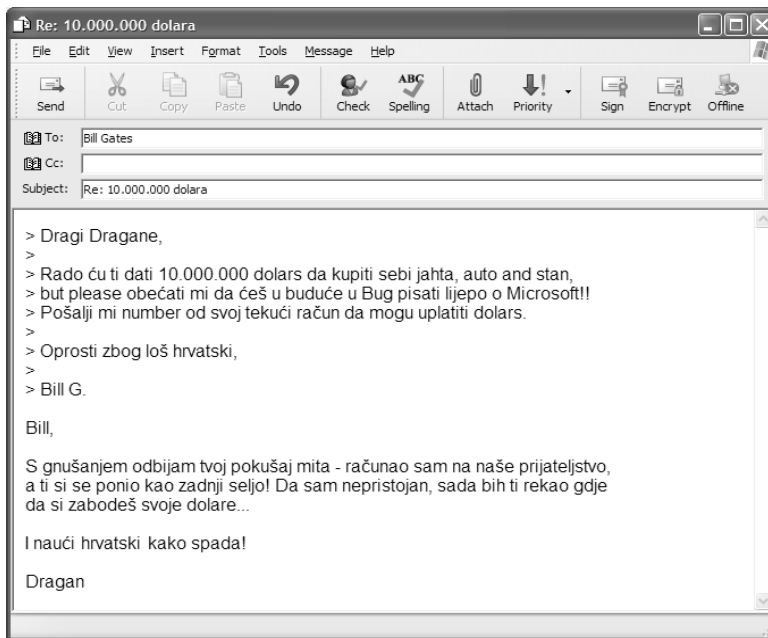 Re: 10.000.000 dolara
File Edit View Insert Format Tools Message Help
Send Cut Copy Paste Undo Check Spelling Attach Priority Sign Encrypt Offline
To: Bill Gates
Cc:
Subject: Re: 10.000.000 dolara
> Dragi Dragane,
>
> Rado ću ti dati 10.000.000 dolars da kupiti sebi jahta, auto and stan,
> but please obećati mi da ćeš u buduće u Bug pisati lijepo o Microsoft!!
> Pošalji mi number od svoj tekući račun da mogu uplatiti dolars.
>
> Oprosti zbog loš hrvatski,
>
> Bill G.
Bill,
S gnušanjem odbijam tvoj pokušaj mita - računao sam na naše prijateljstvo,
a ti si se ponio kao zadnji seljo! Da sam nepristojan, sada bih ti rekao gdje
da si zabodeš svoje dolare...
I naući hrvatski kako spada!
Dragan